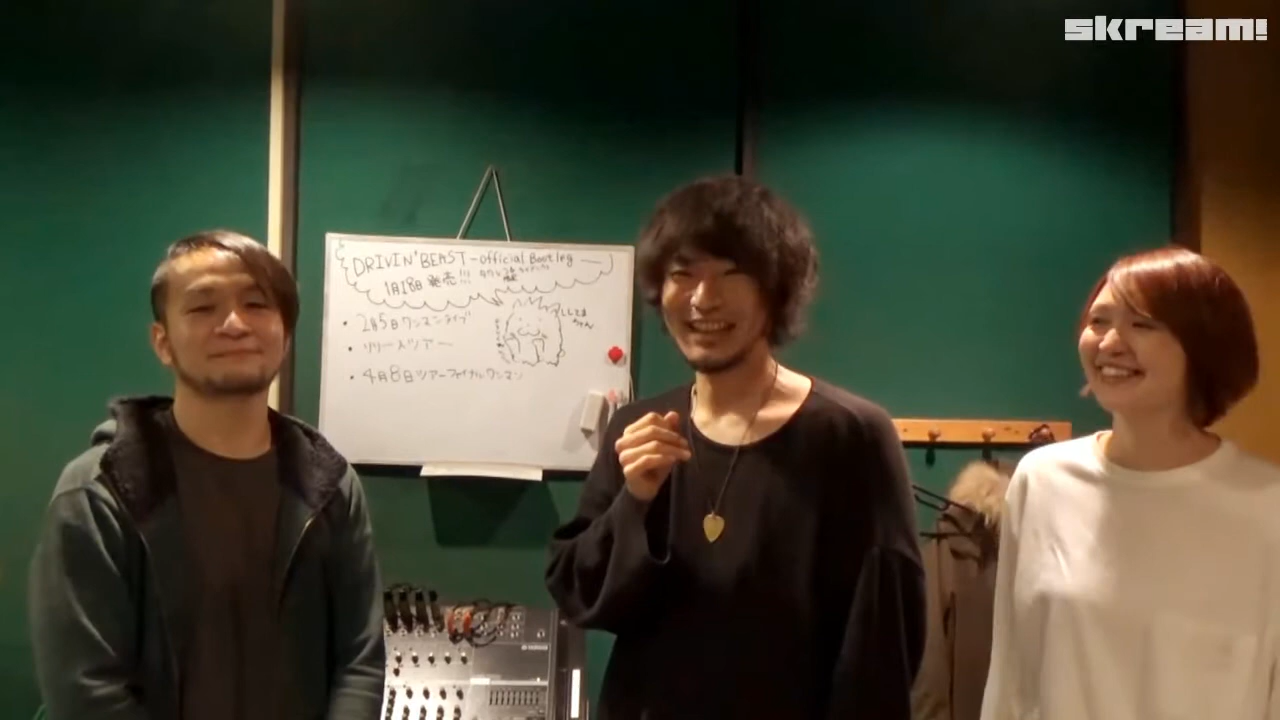 skream!
DRIVIN' BEAST - Official Bootleg -
1月18日 発売!!!
・2月5日ワンマンライブ
・リリースツアー
・4月8日ツアーファイナルワンマン
YAMAHA